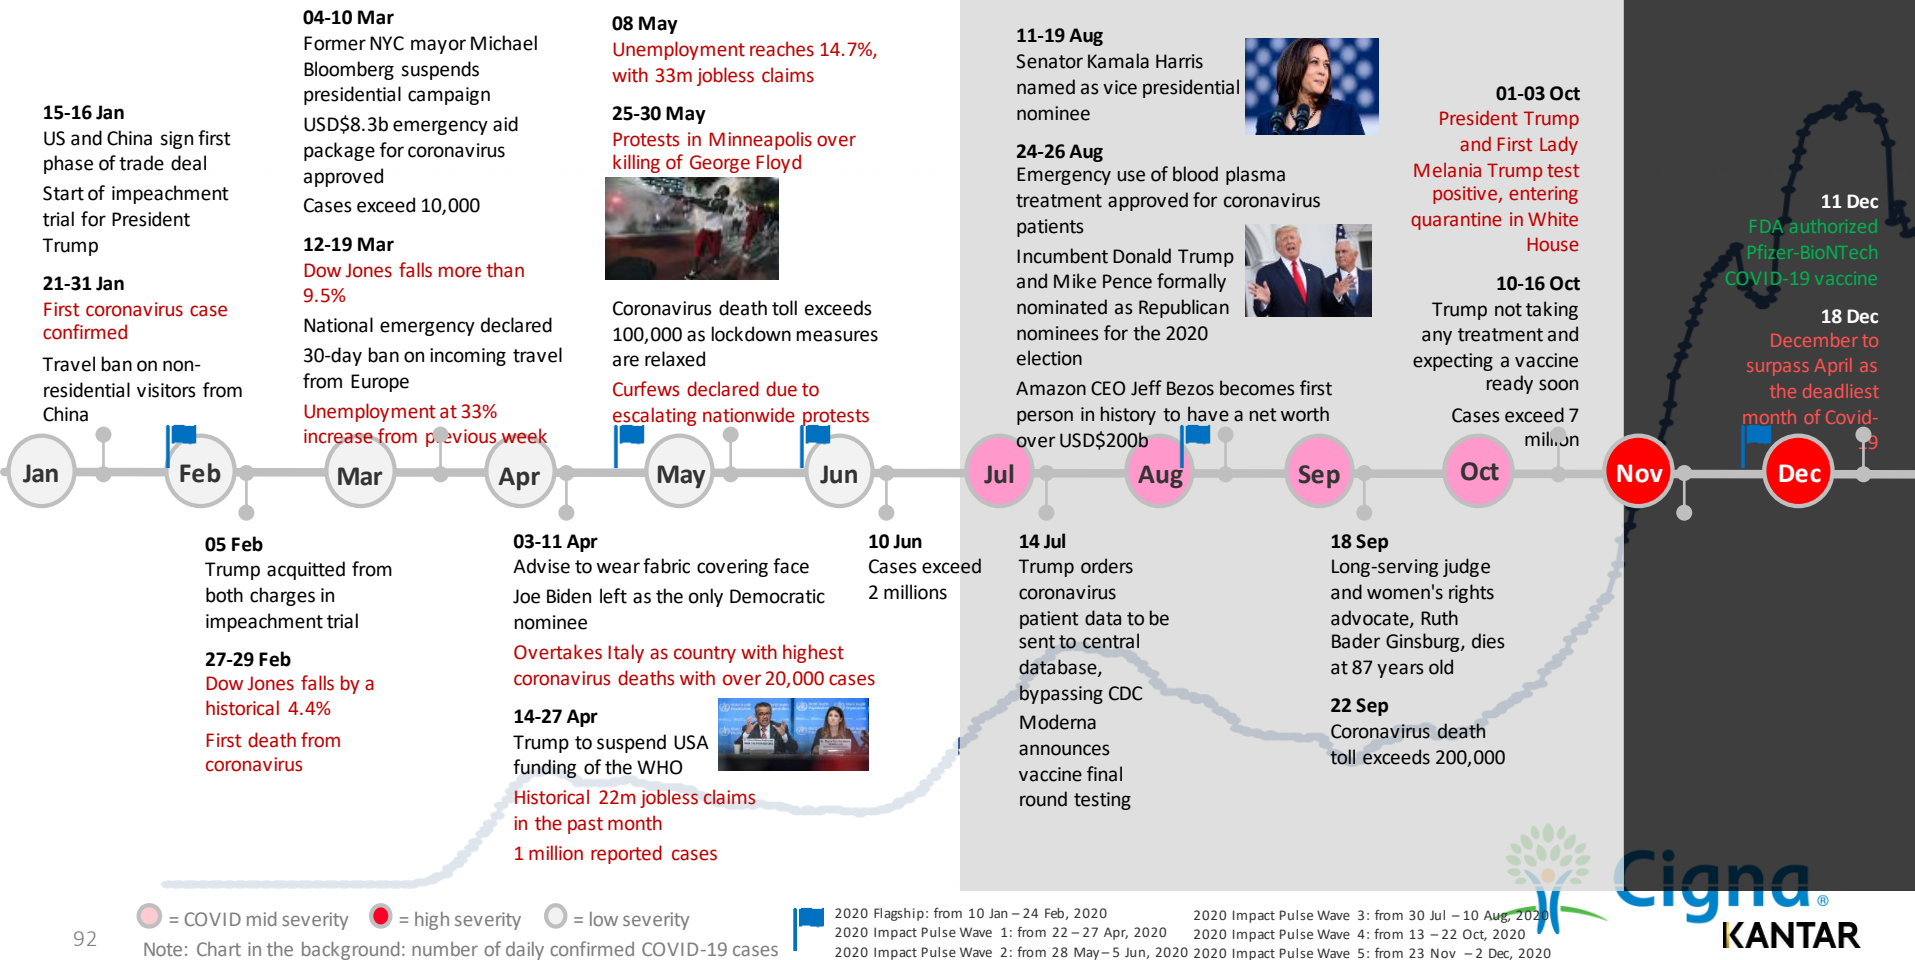 15-16 Jan
US and China sign first
phase of trade deal
Start of impeachment
trial for President
Trump
21-31 Jan
First coronavirus case
confirmed
Travel ban on non-
residential visitors from
China
04-10 Mar
Former NYC mayor Michael
Bloomberg suspends
presidential campaign
USD$8.3b emergency aid
package for coronavirus
approved
Cases exceed 10,000
12-19 Mar
Dow Jones falls more than
9.5%
National emergency declared
30-day ban on incoming travel
from Europe
Unemployment at 33%
increase from previous week
08 May
Unemployment reaches 14.7%,
with 33m jobless claims
25-30 May
Protests in Minneapolis over
killing of George Floyd
Coronavirus death toll exceeds
100,000 as lockdown measures
are relaxed
Curfews declared due to
escalating nationwide protests
11-19 Aug
Senator Kamala Harris
named as vice presidential
nominee
24-26 Aug
Emergency use of blood plasma
treatment approved for coronavirus
patients
Incumbent Donald Trump
and Mike Pence formally
nominated as Republican
nominees for the 2020
election
Amazon CEO Jeff Bezos becomes first
person in history to have a net worth
over USD$200b
01-03 Oct
President Trump
and First Lady
Melania Trump test
positive, entering
quarantine in White
House
10-16 Oct
Trump not taking
any treatment and
expecting a vaccine
ready soon
Cases exceed 7
million
11 Dec
FDA authorized
Pfizer-BioNTech
COVID-19 vaccine
18 Dec
December to
surpass April as
the deadliest
month of Covid-
19
Jan
Feb
Mar
Apr
May
Jun
Jul
Aug
Sep
Oct
Nov
Dec
05 Feb
Trump acquitted from
both charges in
impeachment trial
27-29 Feb
Dow Jones falls by a
historical 4.4%
First death from
coronavirus
03-11 Apr
Advise to wear fabric covering face
Joe Biden left as the only Democratic
nominee
Overtakes Italy as country with highest
coronavirus deaths with over 20,000 cases
14-27 Apr
Trump to suspend USA
funding of the WHO
Historical 22m jobless claims
in the past month
1 million reported cases
10 Jun
Cases exceed
2 millions
14 Jul
Trump orders
coronavirus
patient data to be
sent to central
database,
bypassing CDC
Moderna
announces
vaccine final
round testing
18 Sep
Long-serving judge
and women's rights
advocate, Ruth
Bader Ginsburg, dies
at 87 years old
22 Sep
Coronavirus death
toll exceeds 200,000
= COVID mid severity
= high severity
= low severity
92
Note: Chart in the background: number of daily confirmed COVID-19 cases
2020 Flagship: from 10 Jan – 24 Feb, 2020
2020 Impact Pulse Wave 1: from 22 – 27 Apr, 2020
2020 Impact Pulse Wave 2: from 28 May – 5 Jun, 2020
2020 Impact Pulse Wave 3: from 30 Jul – 10 Aug, 2020
2020 Impact Pulse Wave 4: from 13 – 22 Oct, 2020
2020 Impact Pulse Wave 5: from 23 Nov – 2 Dec, 2020
Cigna®
KANTAR